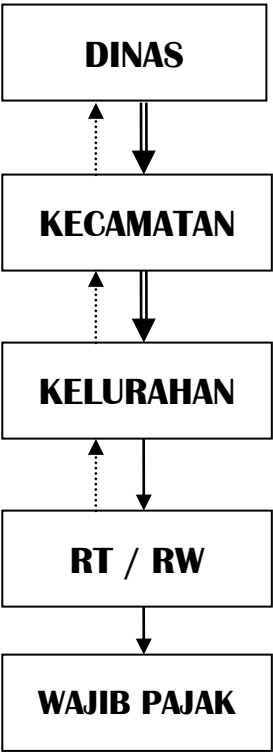 DINAS
KECAMATAN
KELURAHAN
RT / RW
WAJIB PAJAK